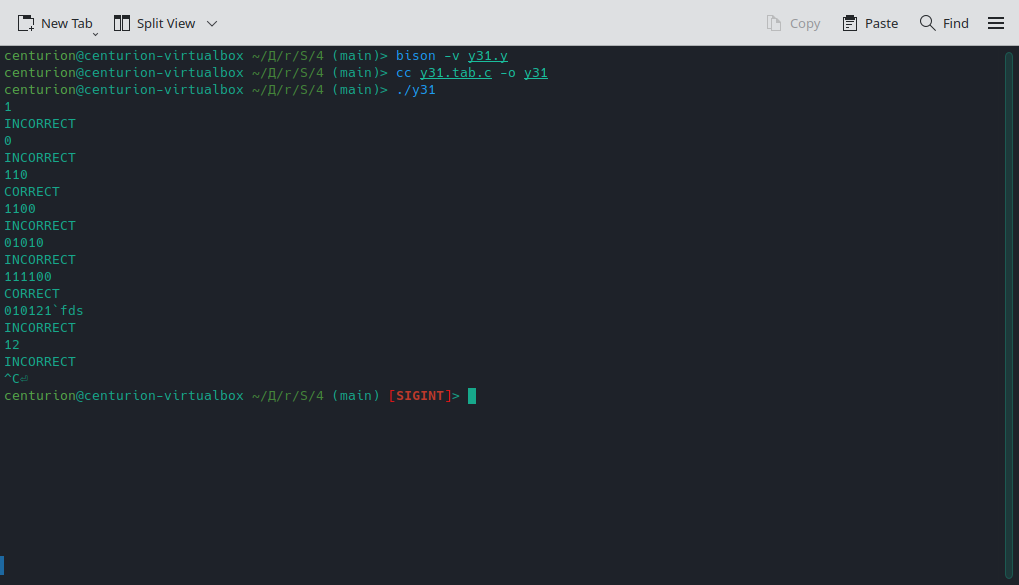 New Tab Split View Copy Paste Find
centurion@centurion-virtualbox ~/Д/r/S/4 (main)> bison -v y31.y
centurion@centurion-virtualbox ~/Д/r/S/4 (main)> cc y31.tab.c -o y31
centurion@centurion-virtualbox ~/Д/r/S/4 (main)> ./y31
1
INCORRECT
0
INCORRECT
110
CORRECT
1100
INCORRECT
01010
INCORRECT
111100
CORRECT
010121`fds
INCORRECT
12
INCORRECT
^C⏎
centurion@centurion-virtualbox ~/Д/r/S/4 (main) [SIGINT]>